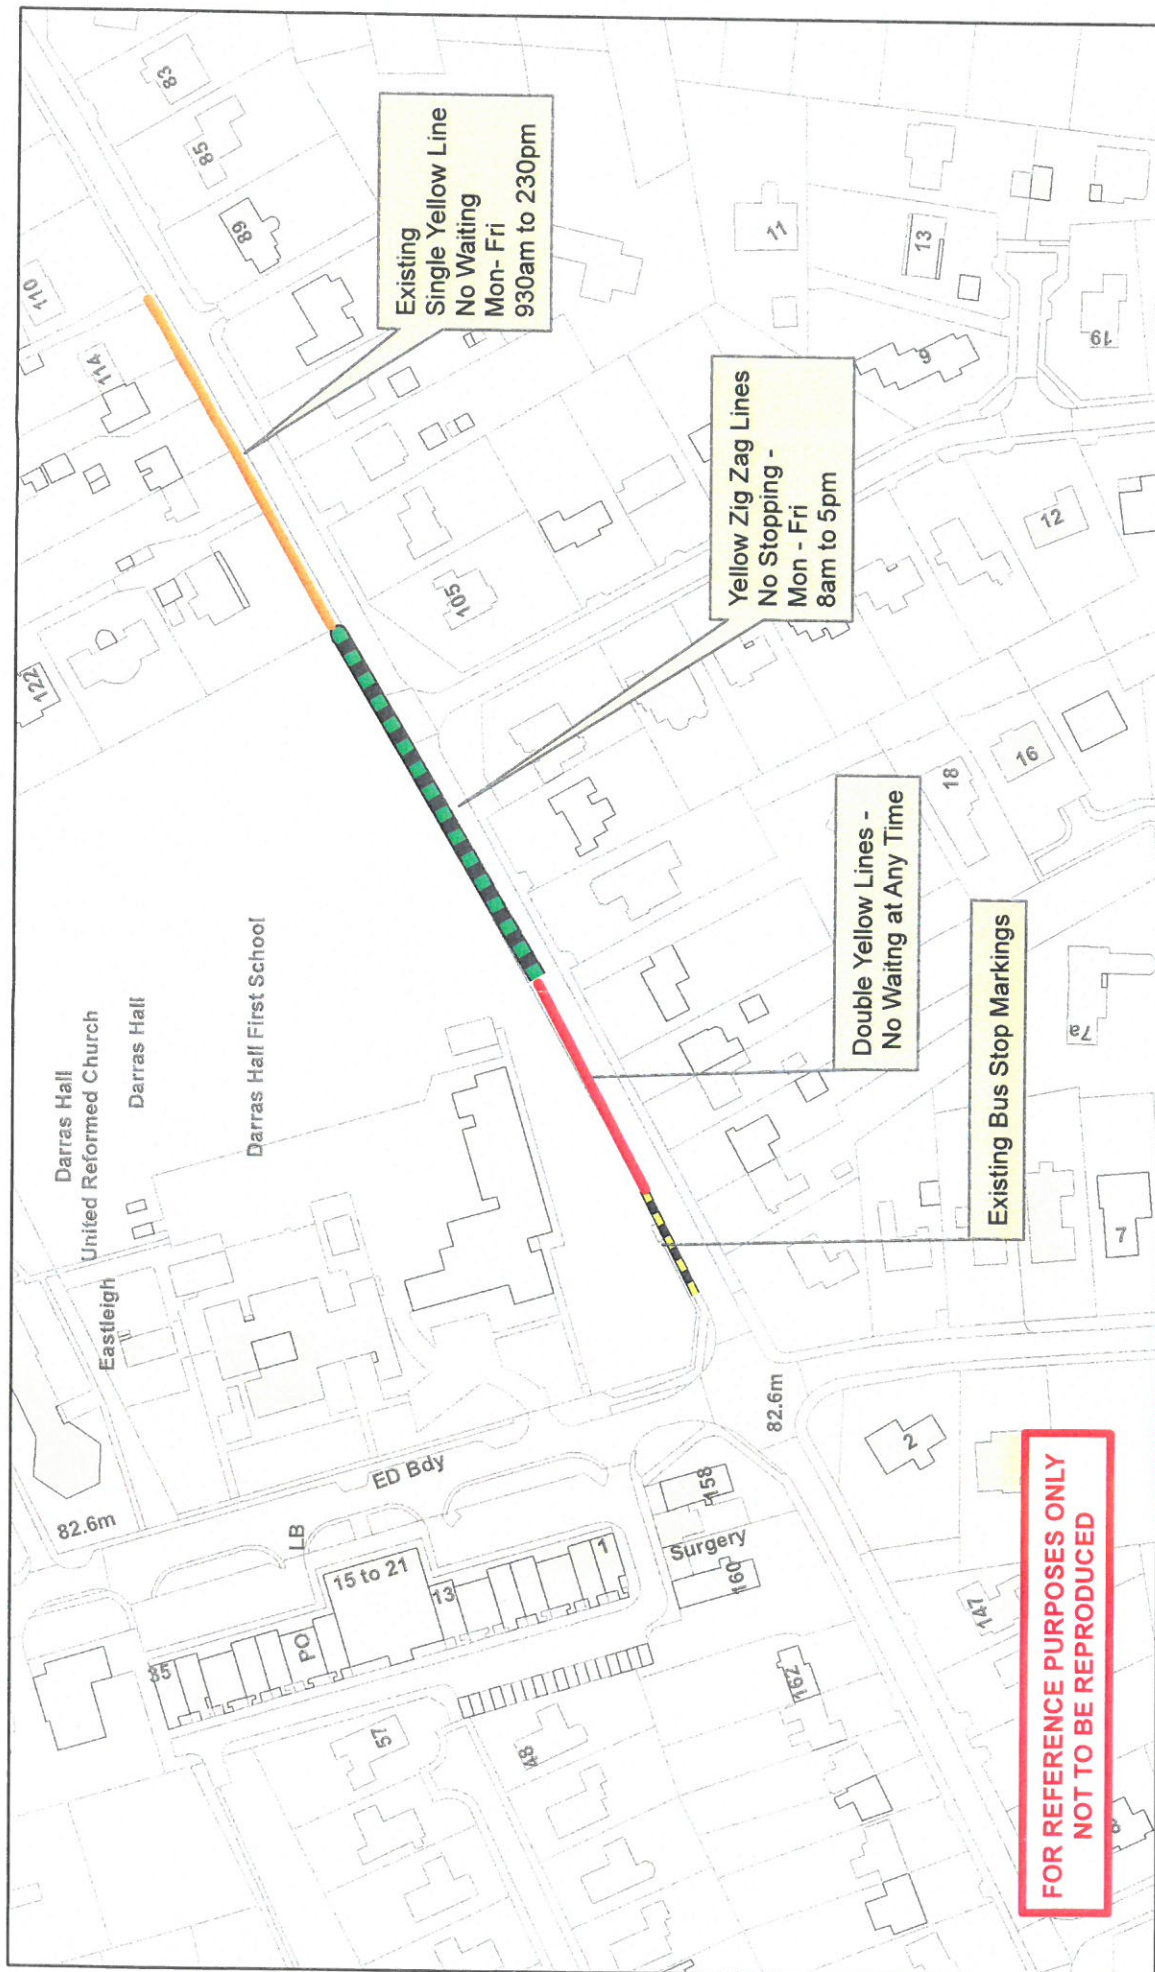 Darras Hall
United Reformed Church
Darras Hall
Darras Hall First School
Eastleigh
82.6m
ED Bdy
LB
15 to 21
PO
13
1
35
57
48
Surgery
158
160
162
147
82.6m
2
7
7a
18
16
12
105
122
114
110
83
85
89
11
13
9
19
8
Existing
Single Yellow Line
No Waiting
Mon- Fri
930am to 230pm
Yellow Zig Zag Lines
No Stopping -
Mon - Fri
8am to 5pm
Double Yellow Lines -
No Waitng at Any Time
Existing Bus Stop Markings
FOR REFERENCE PURPOSES ONLY
NOT TO BE REPRODUCED